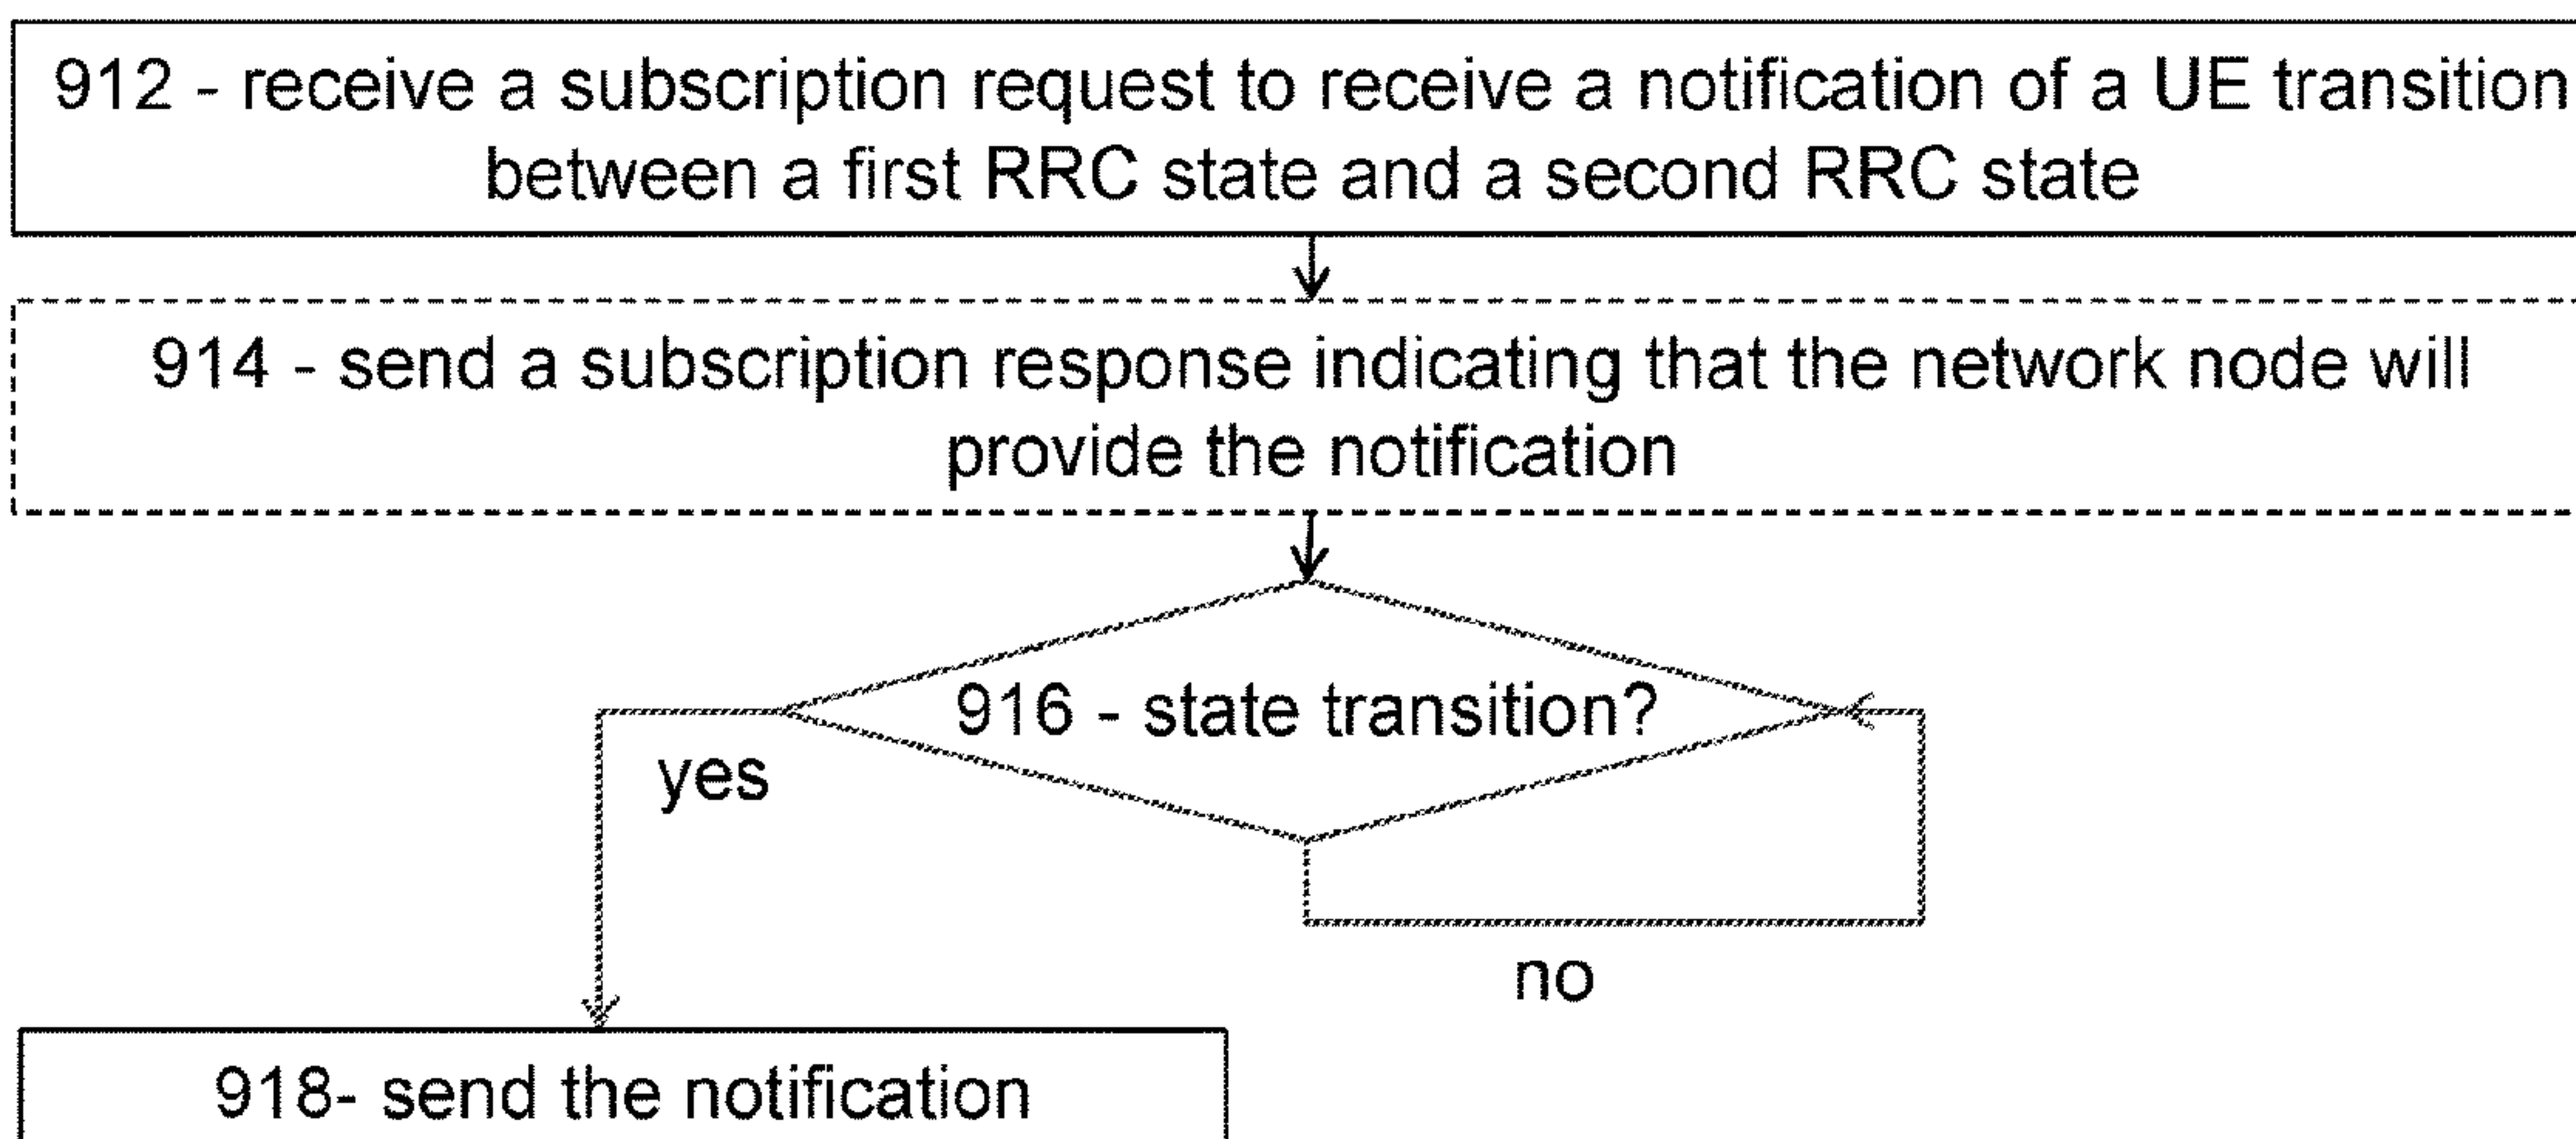 912 - receive a subscription request to receive a notification of a UE transition
between a first RRC state and a second RRC state
914 - send a subscription response indicating that the network node will
provide the notification
916 - state transition?
yes
no
918- send the notification